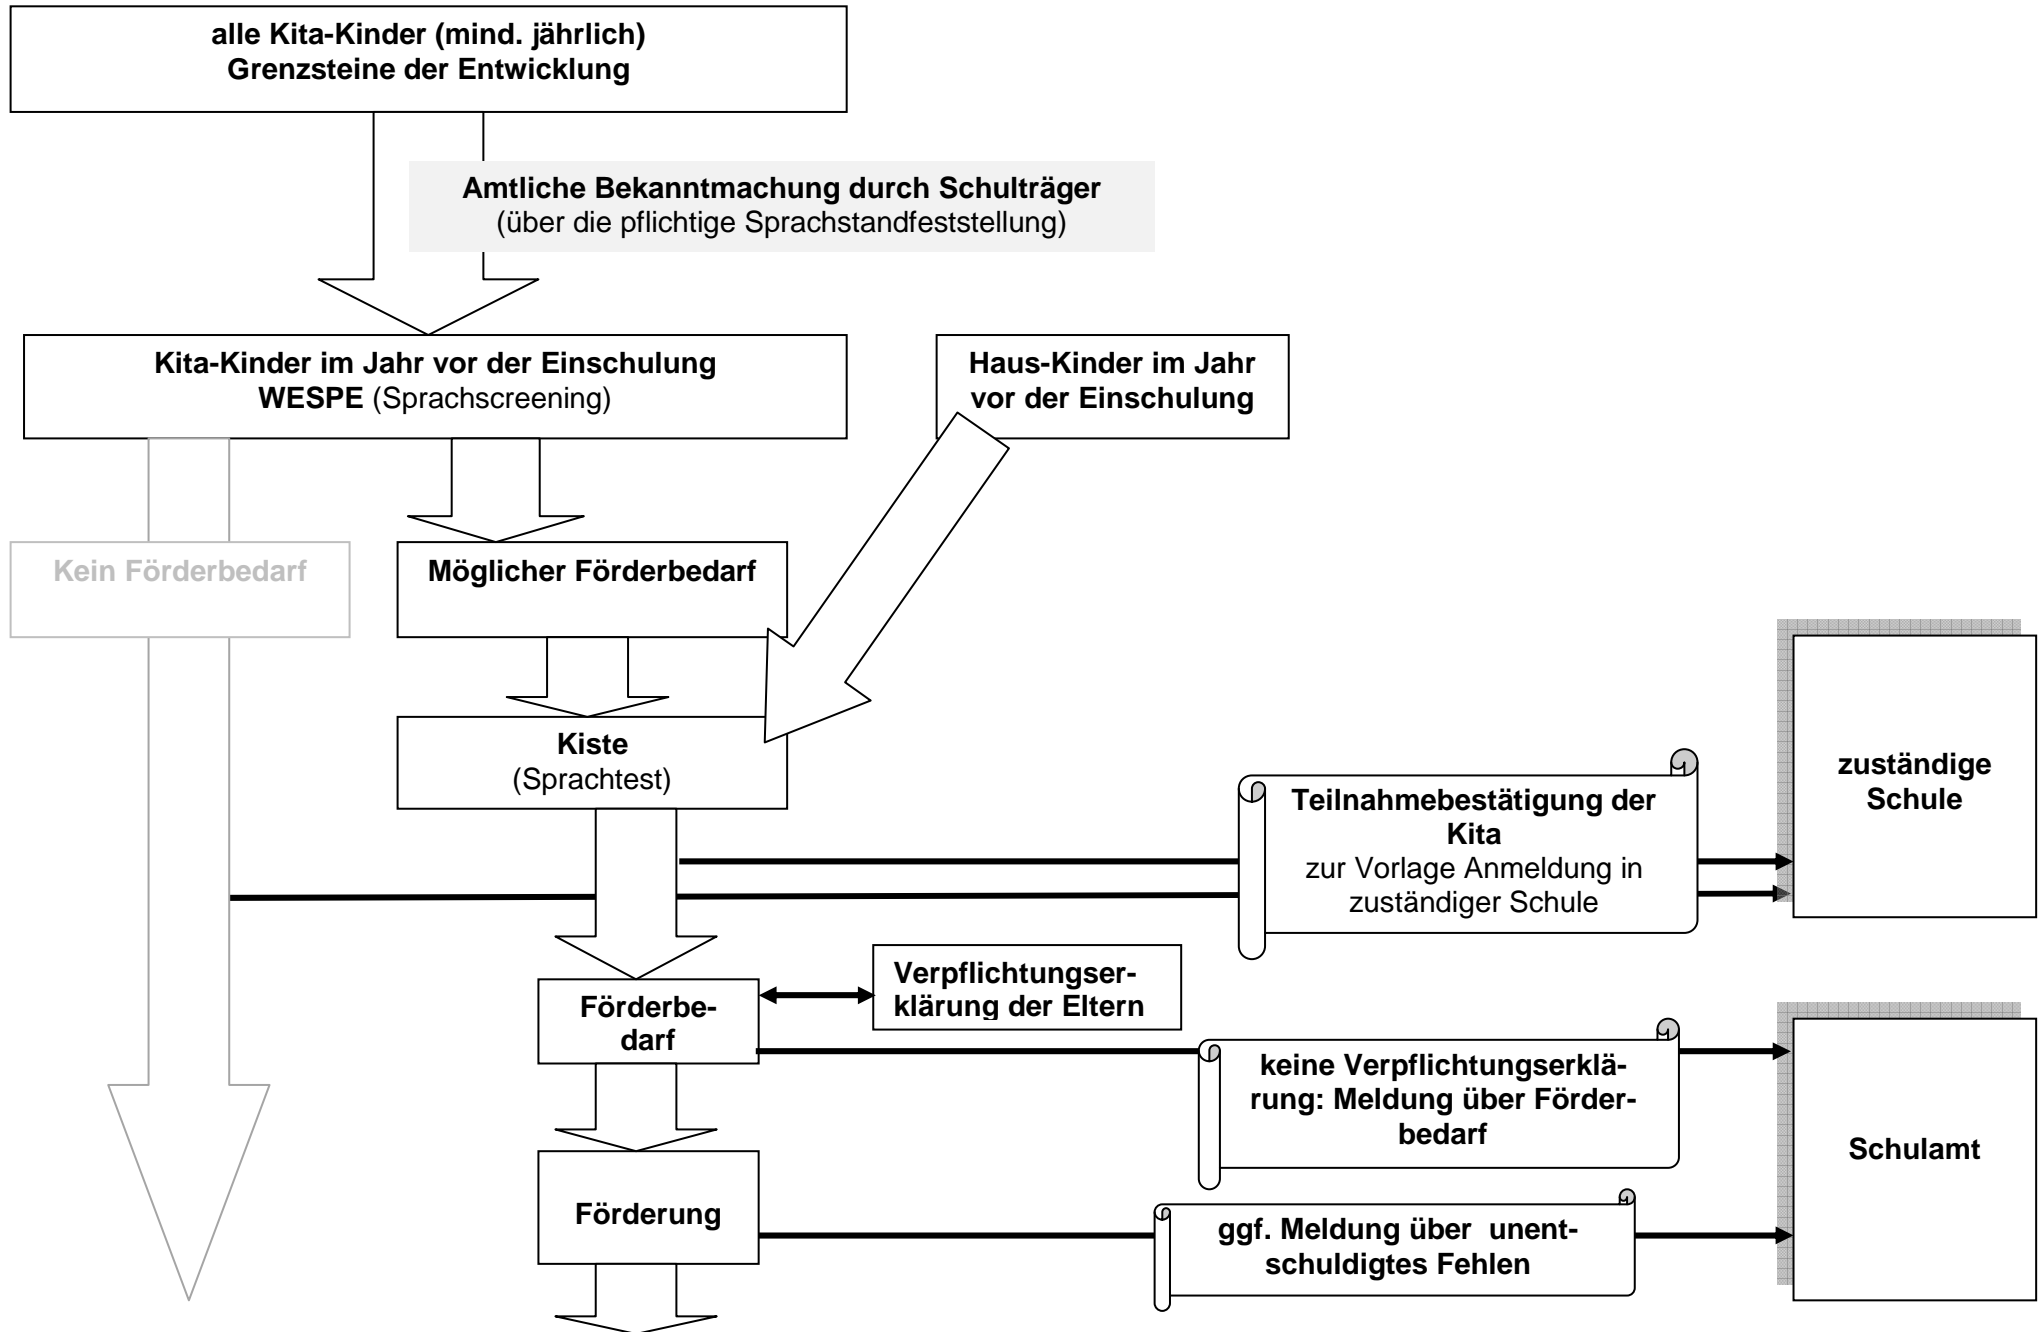 alle Kita-Kinder (mind. jährlich)
Grenzsteine der Entwicklung
Amtliche Bekanntmachung durch Schulträger
(über die pflichtige Sprachstandfeststellung)
Kita-Kinder im Jahr vor der Einschulung
WESPE (Sprachscreening)
Haus-Kinder im Jahr
vor der Einschulung
Kein Förderbedarf
Möglicher Förderbedarf
Kiste
(Sprachtest)
Teilnahmebestätigung der
Kita
zur Vorlage Anmeldung in
zuständiger Schule
zuständige
Schule
Förderbe-
darf
Verpflichtungser-
klärung der Eltern
keine Verpflichtungserklä-
rung: Meldung über Förder-
bedarf
Schulamt
Förderung
ggf. Meldung über  unent-
schuldigtes Fehlen